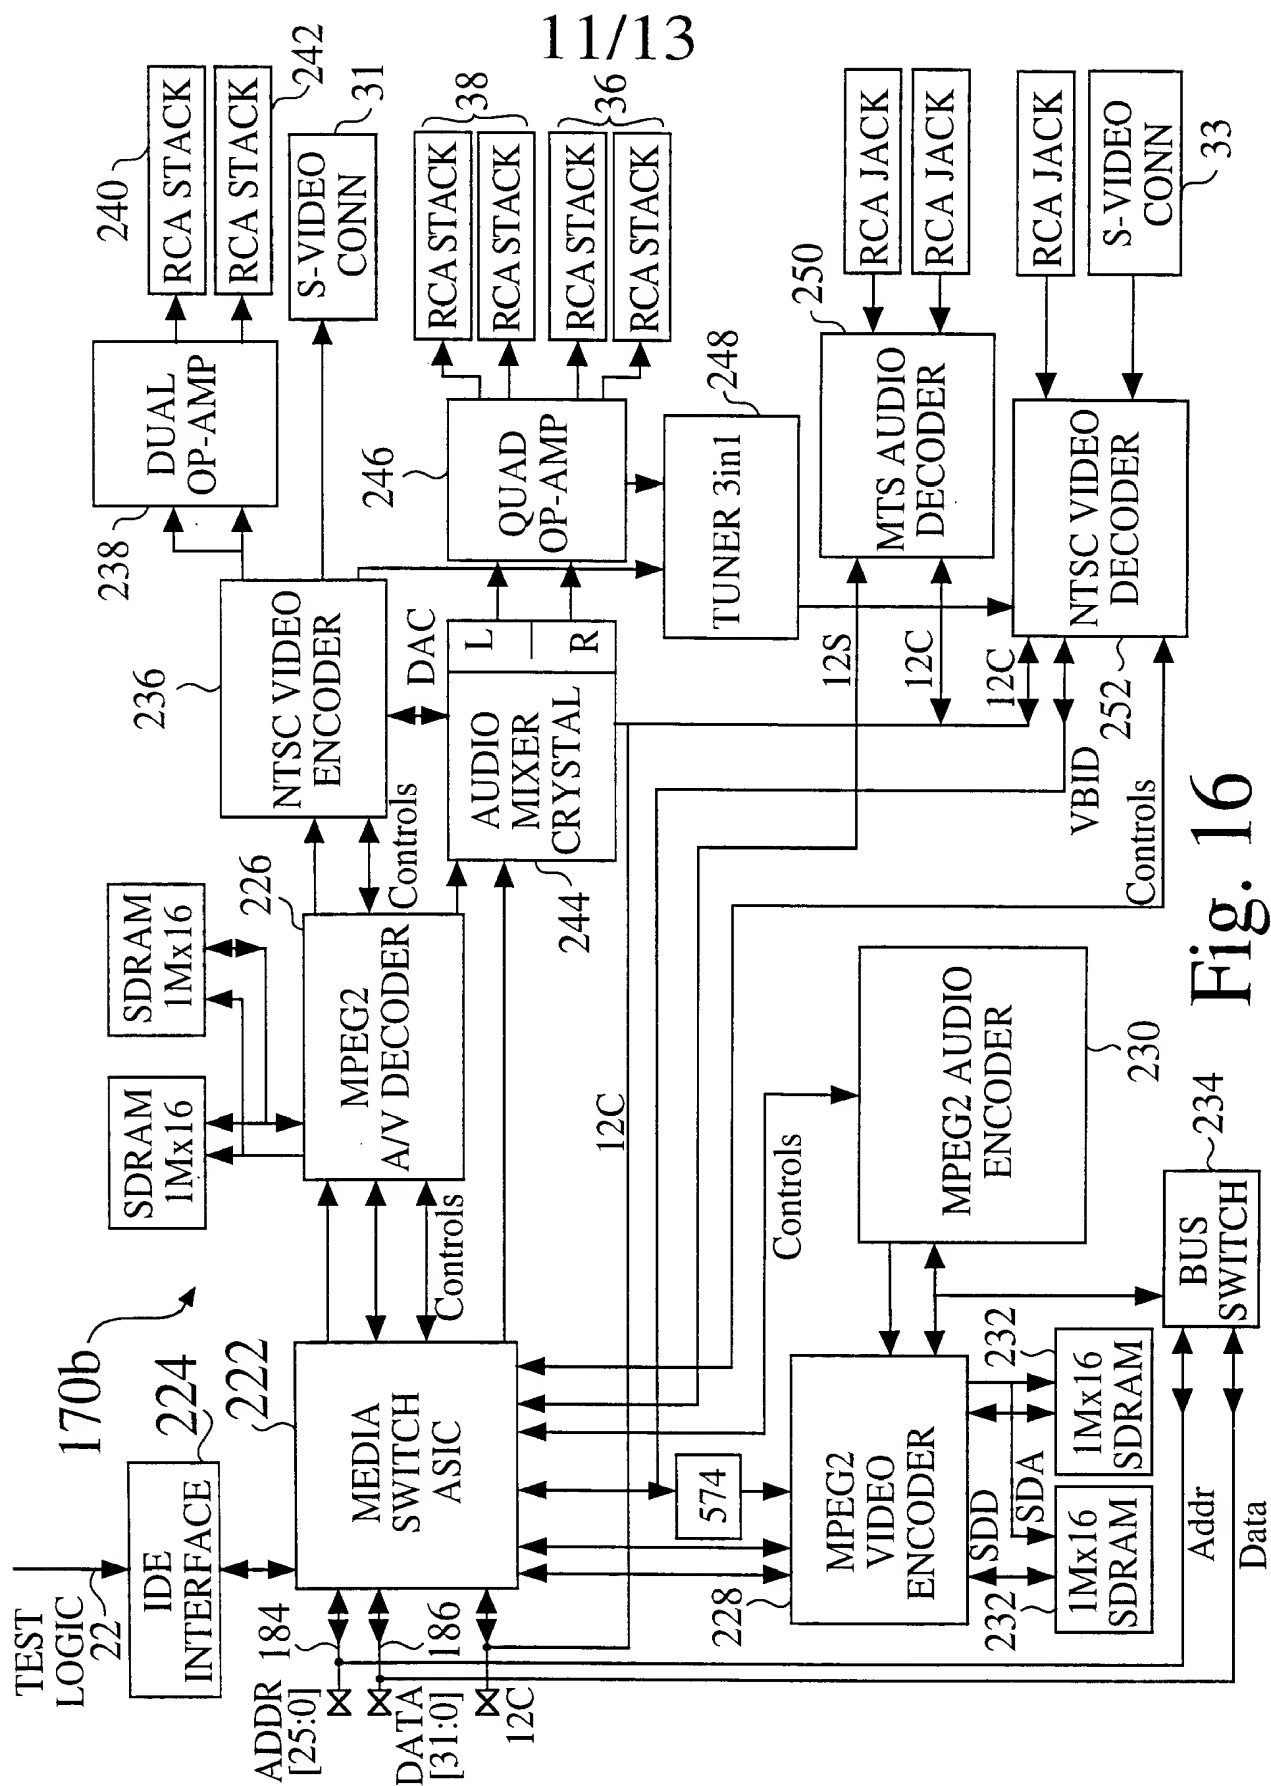 11/13
TEST
LOGIC
22
IDE
INTERFACE
224
170b
222
MEDIA
SWITCH
ASIC
ADDR
[25:0]
184
DATA
[31:0]
186
12C
SDRAM
1Mx16
SDRAM
1Mx16
226
MPEG2
A/V DECODER
Controls
Controls
236
NTSC VIDEO
ENCODER
DAC
238
DUAL
OP-AMP
240
RCA STACK
RCA STACK
242
S-VIDEO
CONN
31
244
AUDIO
MIXER
CRYSTAL
L
R
246
QUAD
OP-AMP
RCA STACK
RCA STACK
38
RCA STACK
RCA STACK
36
TUNER 3in1
248
12C
12S
12C
12C
250
MTS AUDIO
DECODER
RCA JACK
RCA JACK
NTSC VIDEO
DECODER
252
RCA JACK
S-VIDEO
CONN
33
VBID
Controls
574
Controls
228
MPEG2
VIDEO
ENCODER
MPEG2 AUDIO
ENCODER
230
SDD
SDA
232
1Mx16
SDRAM
232
1Mx16
SDRAM
BUS
SWITCH
234
Addr
Data
Fig. 16